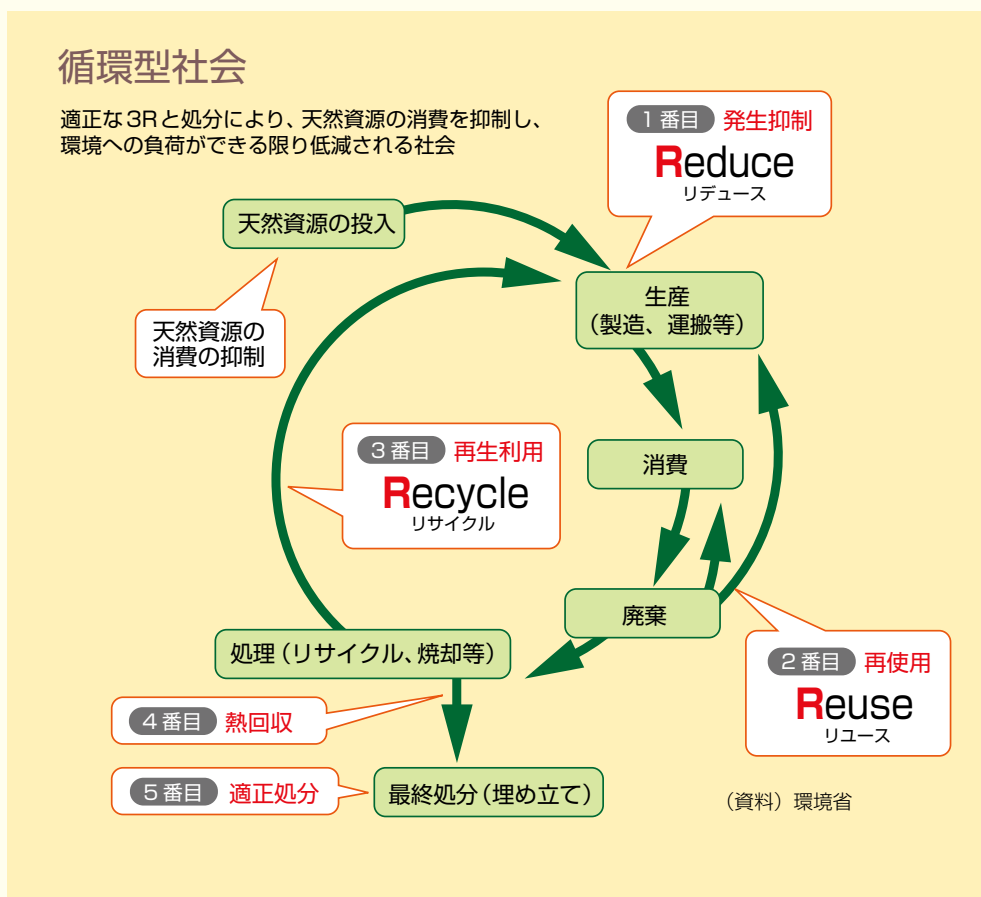 循環型社会
適正な3Rと処分により、天然資源の消費を抑制し、
環境への負荷ができる限り低減される社会
1番目 発生抑制
Reduce
リデュース
天然資源の投入
生産
（製造、運搬等）
天然資源の
消費の抑制
3番目 再生利用
Recycle
リサイクル
消費
廃棄
処理（リサイクル、焼却等）
2番目 再使用
Reuse
リユース
4番目 熱回収
5番目 適正処分
最終処分（埋め立て）
（資料）環境省